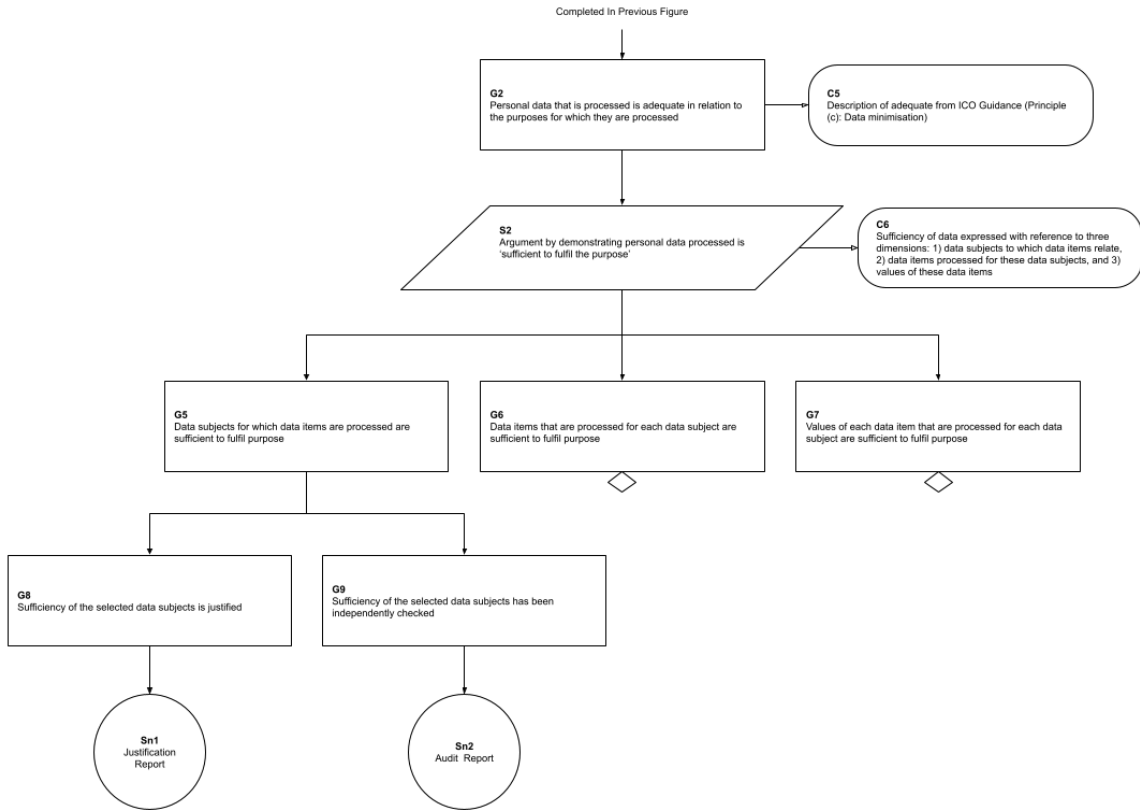 Completed In Previous Figure
G2
Personal data that is processed is adequate in relation to
the purposes for which they are processed
C5
Description of adequate from ICO Guidance (Principle
(c): Data minimisation)
S2
Argument by demonstrating personal data processed is
‘sufficient to fulfil the purpose’
C6
Sufficiency of data expressed with reference to three
dimensions: 1) data subjects to which data items relate,
2) data items processed for these data subjects, and 3)
values of these data items
G5
Data subjects for which data items are processed are
sufficient to fulfil purpose
G6
Data items that are processed for each data subject are
sufficient to fulfil purpose
G7
Values of each data item that are processed for each data
subject are sufficient to fulfil purpose
G8
Sufficiency of the selected data subjects is justified
G9
Sufficiency of the selected data subjects has been
independently checked
Sn1
Justification
Report
Sn2
Audit Report